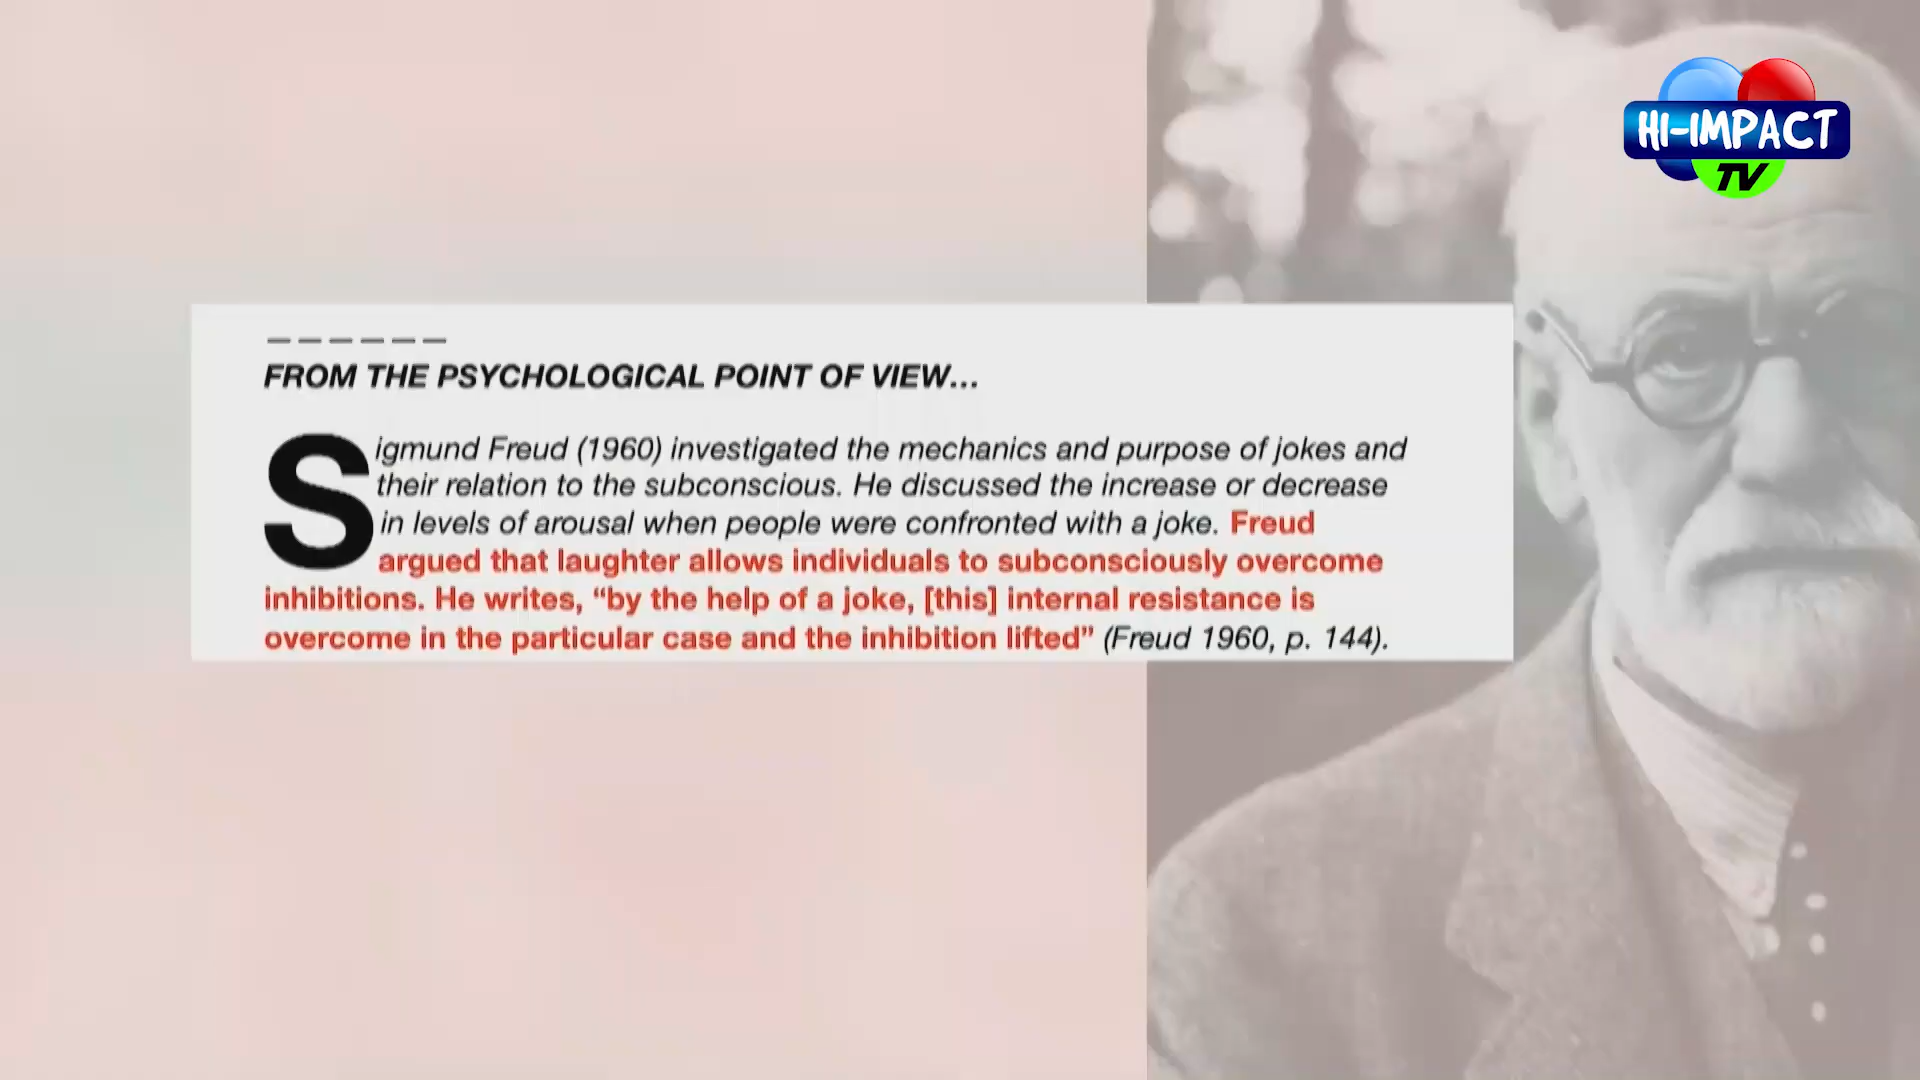 HI-IMPACT
TV
FROM THE PSYCHOLOGICAL POINT OF VIEW...
Sigmund Freud (1960) investigated the mechanics and purpose of jokes and
their relation to the subconscious. He discussed the increase or decrease
in levels of arousal when people were confronted with a joke. Freud
argued that laughter allows individuals to subconsciously overcome
inhibitions. He writes, “by the help of a joke, [this] internal resistance is
overcome in the particular case and the inhibition lifted” (Freud 1960, p. 144).